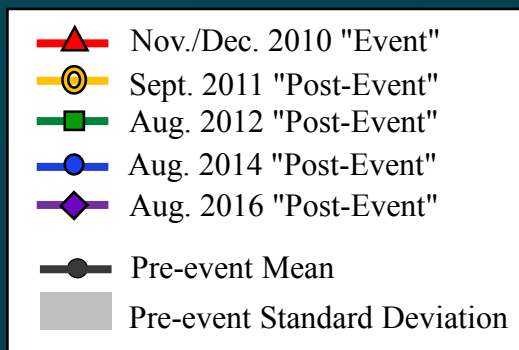 Nov./Dec. 2010 "Event"
Sept. 2011 "Post-Event"
Aug. 2012 "Post-Event"
Aug. 2014 "Post-Event"
Aug. 2016 "Post-Event"
Pre-event Mean
Pre-event Standard Deviation